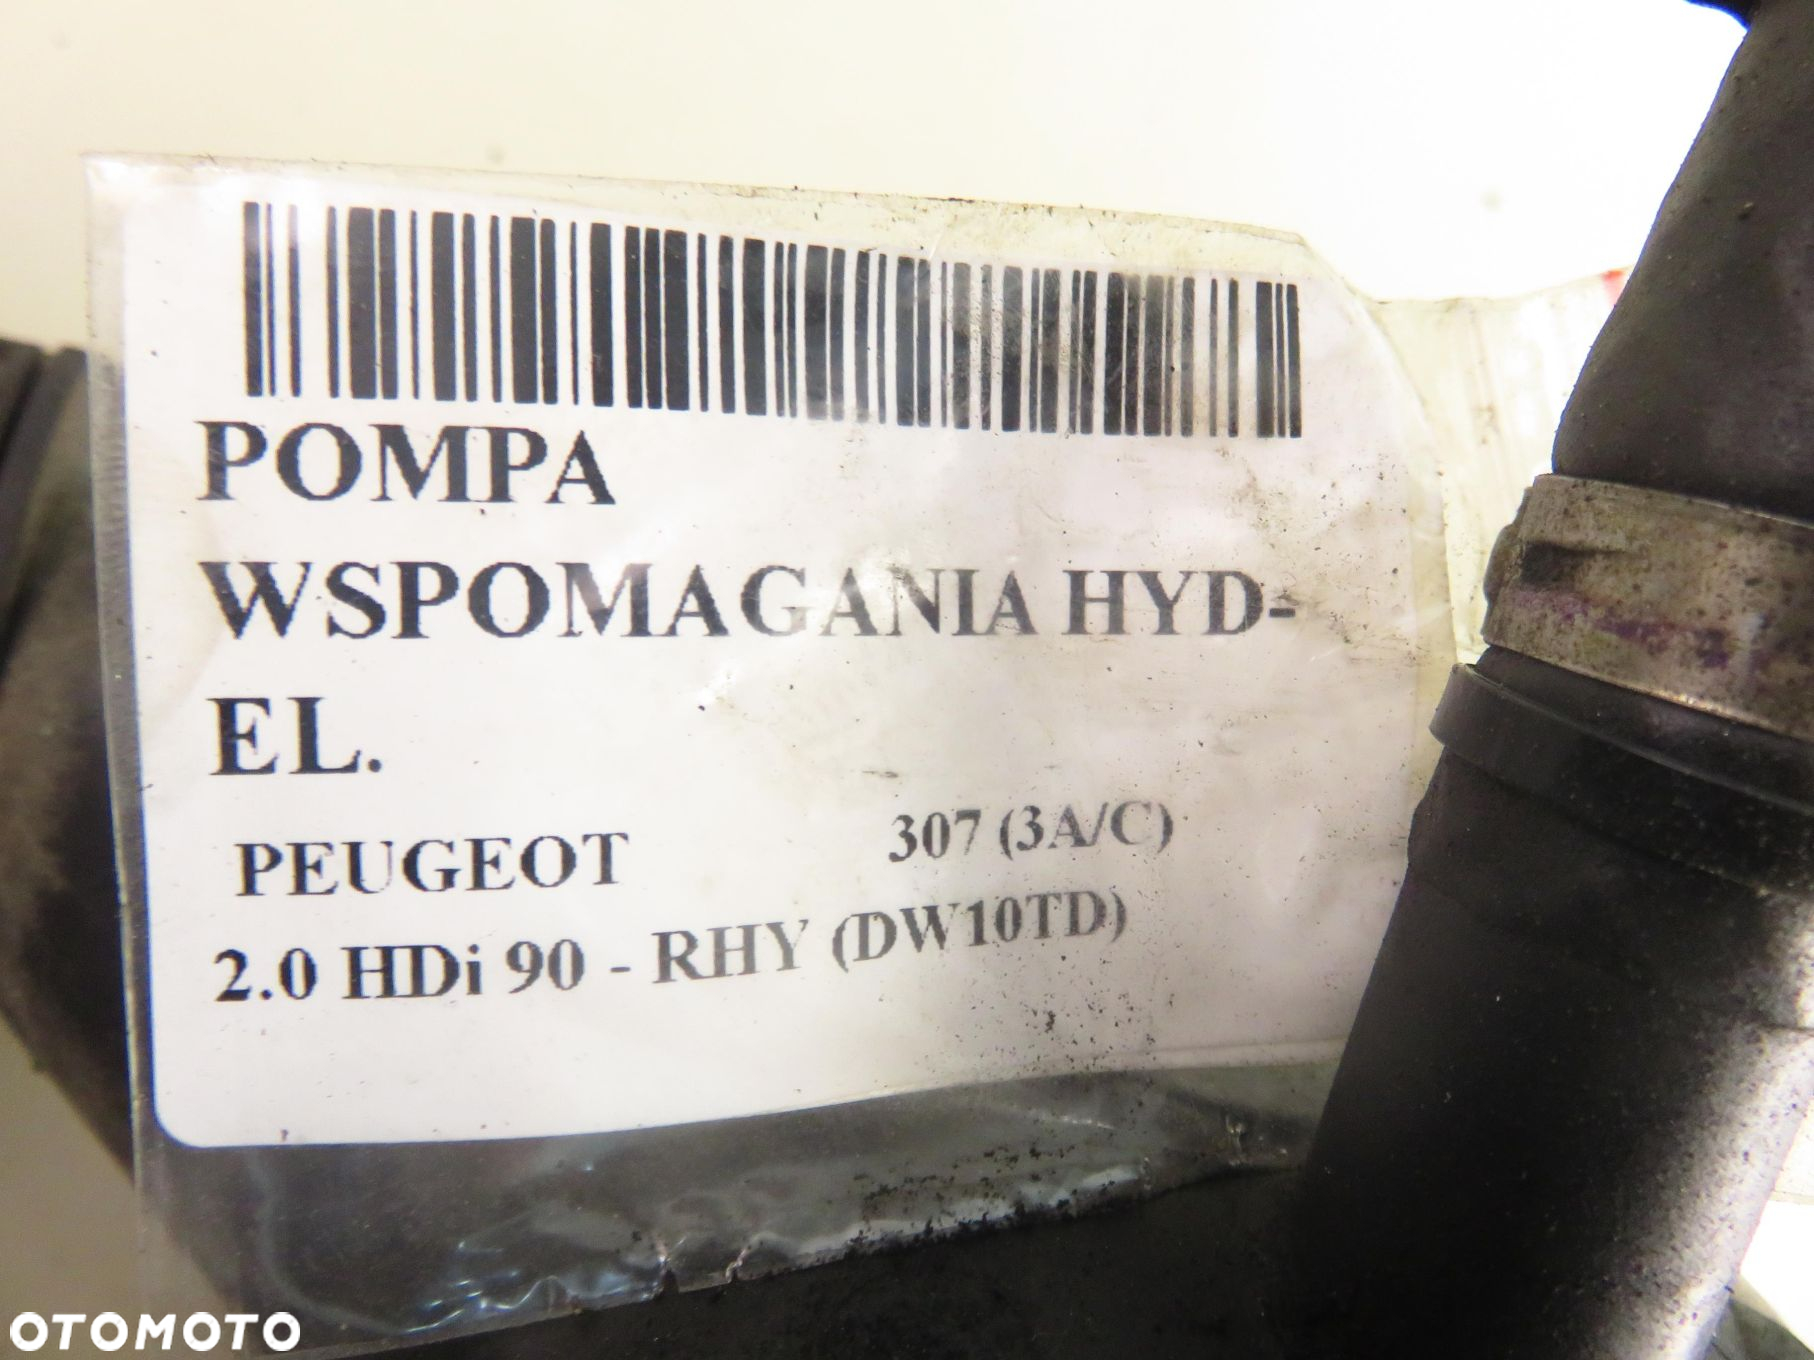 POMPA
WSPOMAGANIA HYD-
EL.
PEUGEOT 307 (3A/C)
2.0 HDi 90 - RHY (DW10TD)
OTOMOTO